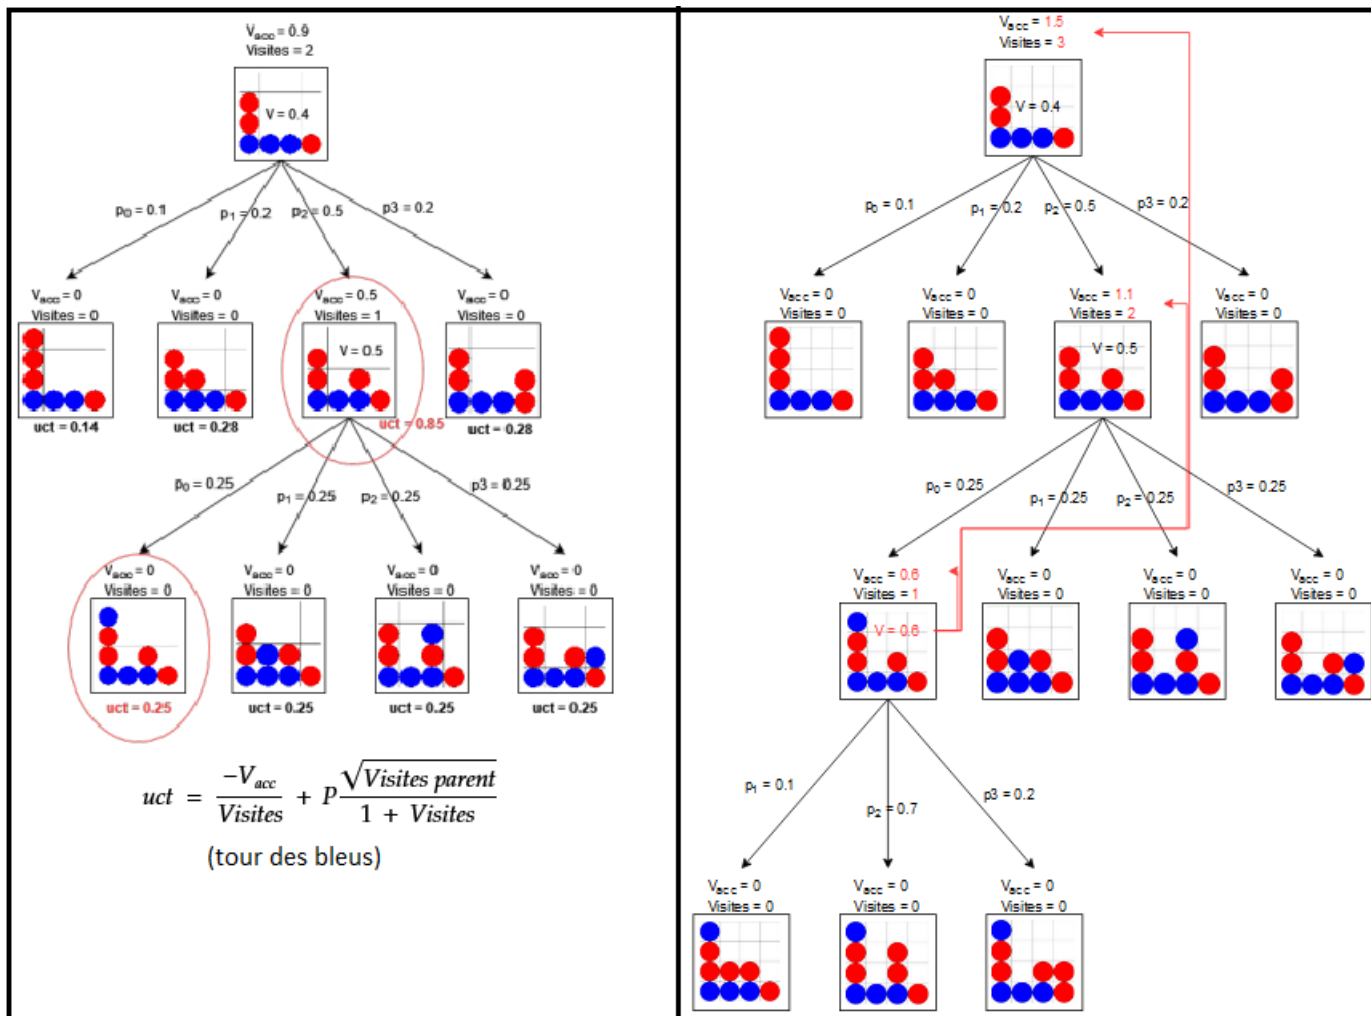 Vacc = 0.9
Visites = 2
V = 0.4
p0 = 0.1
p1 = 0.2
p2 = 0.5
p3 = 0.2
Vacc = 0
Visites = 0
Vacc = 0
Visites = 0
Vacc = 0.5
Visites = 1
Vacc = 0
Visites = 0
V = 0.5
uct = 0.14
uct = 0.28
uct = 0.85
uct = 0.28
p0 = 0.25
p1 = 0.25
p2 = 0.25
p3 = 0.25
Vacc = 0
Visites = 0
Vacc = 0
Visites = 0
Vacc = 0
Visites = 0
Vacc = 0
Visites = 0
uct = 0.25
uct = 0.25
uct = 0.25
uct = 0.25
uct = -Vacc / Visites + P √Visites parent / 1 + Visites
(tour des bleus)
Vacc = 1.5
Visites = 3
V = 0.4
p0 = 0.1
p1 = 0.2
p2 = 0.5
p3 = 0.2
Vacc = 0
Visites = 0
Vacc = 0
Visites = 0
Vacc = 1.1
Visites = 2
Vacc = 0
Visites = 0
V = 0.5
p0 = 0.25
p1 = 0.25
p2 = 0.25
p3 = 0.25
Vacc = 0.6
Visites = 1
Vacc = 0
Visites = 0
Vacc = 0
Visites = 0
Vacc = 0
Visites = 0
V = 0.6
p1 = 0.1
p2 = 0.7
p3 = 0.2
Vacc = 0
Visites = 0
Vacc = 0
Visites = 0
Vacc = 0
Visites = 0